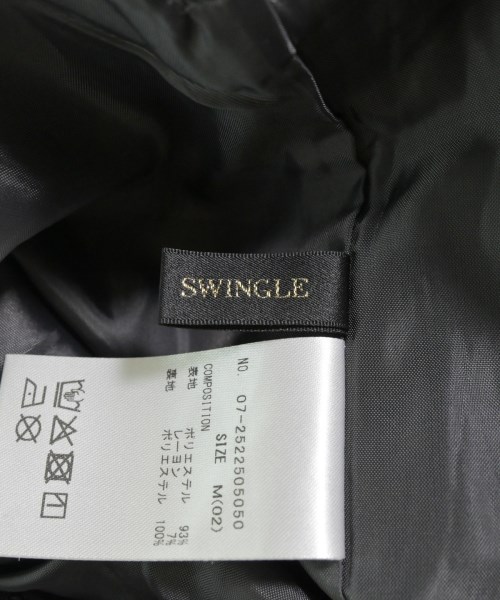 SWINGLE
NO. 07-2522505050
SIZE M(02)
COMPOSITION
表地 ポリエステル 93%
レーヨン 7%
裏地 ポリエステル 100%